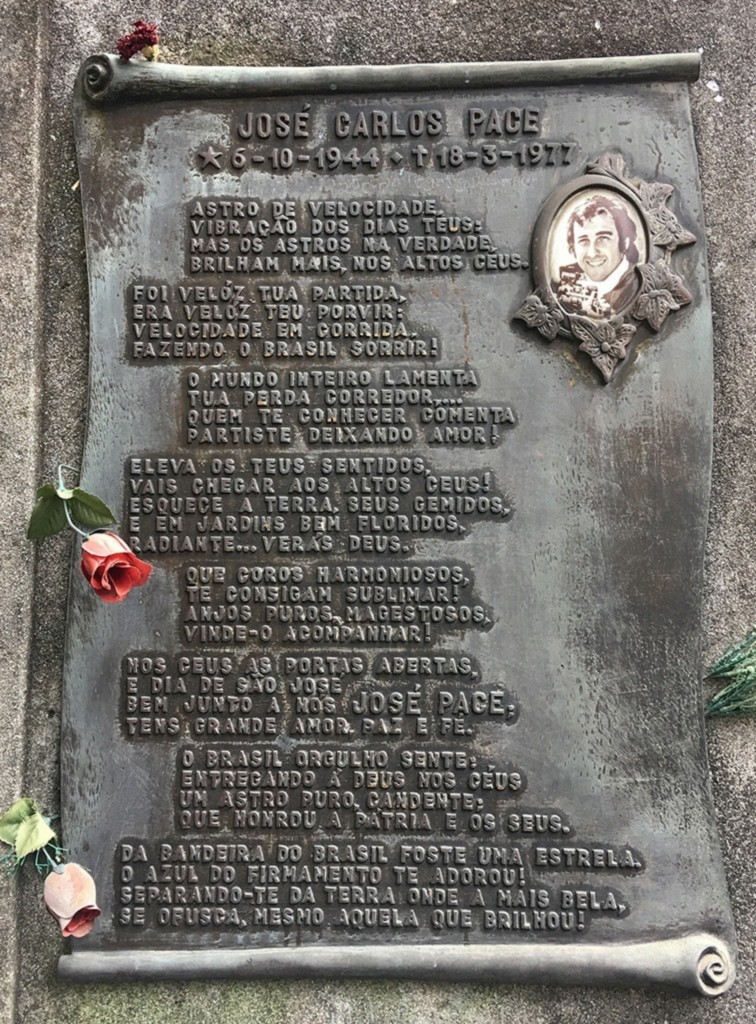 JOSÉ CARLOS PACE
★ 6-10-1944 ✦ ✝ 18-3-1977
ASTRO DE VELOCIDADE,
VIBRAÇÃO DOS DIAS TEUS:
MAS OS ASTROS NA VERDADE,
BRILHAM MAIS, NOS ALTOS CEUS.
FOI VELÓZ TUA PARTIDA,
ERA VELÓZ TEU PORVIR:
VELOCIDADE EM CORRIDA,
FAZENDO O BRASIL SORRIR!
O MUNDO INTEIRO LAMENTA
TUA PERDA CORREDOR,...
QUEM TE CONHECER COMENTA
PARTISTE DEIXANDO AMOR!
ELEVA OS TEUS SENTIDOS,
VAIS CHEGAR AOS ALTOS CEUS!
ESQUECE A TERRA, SEUS GEMIDOS,
E EM JARDINS BEM FLORIDOS,
RADIANTE... VERÁS DEUS.
QUE COROS HARMONIOSOS,
TE CONSIGAM SUBLIMAR!
ANJOS PUROS, MAGESTOSOS,
VINDE-O ACOMPANHAR!
NOS CEUS AS PORTAS ABERTAS,
E DIA DE SÃO JOSÉ
BEM JUNTO A NÓS JOSÉ PACE,
TENS GRANDE AMOR, PAZ E FÉ.
O BRASIL ORGULHO SENTE:
ENTREGANDO Á DEUS NOS CÉUS
UM ASTRO PURO, CANDENTE;
QUE HONROU A PÁTRIA E OS SEUS.
DA BANDEIRA DO BRASIL FOSTE UMA ESTRELA,
O AZUL DO FIRMAMENTO TE ADOROU!
SEPARANDO-TE DA TERRA ONDE A MAIS BELA,
SE OFUSCA, MESMO AQUELA QUE BRILHOU!